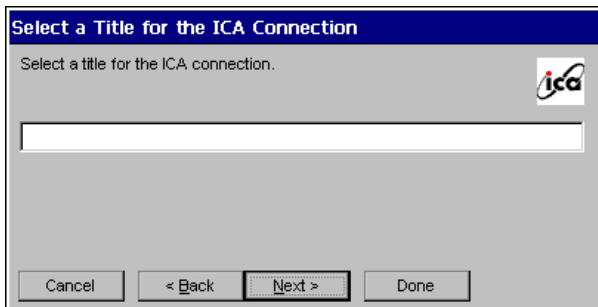 Select a Title for the ICA Connection
Select a title for the ICA connection.
ica
Cancel
< Back
Next >
Done